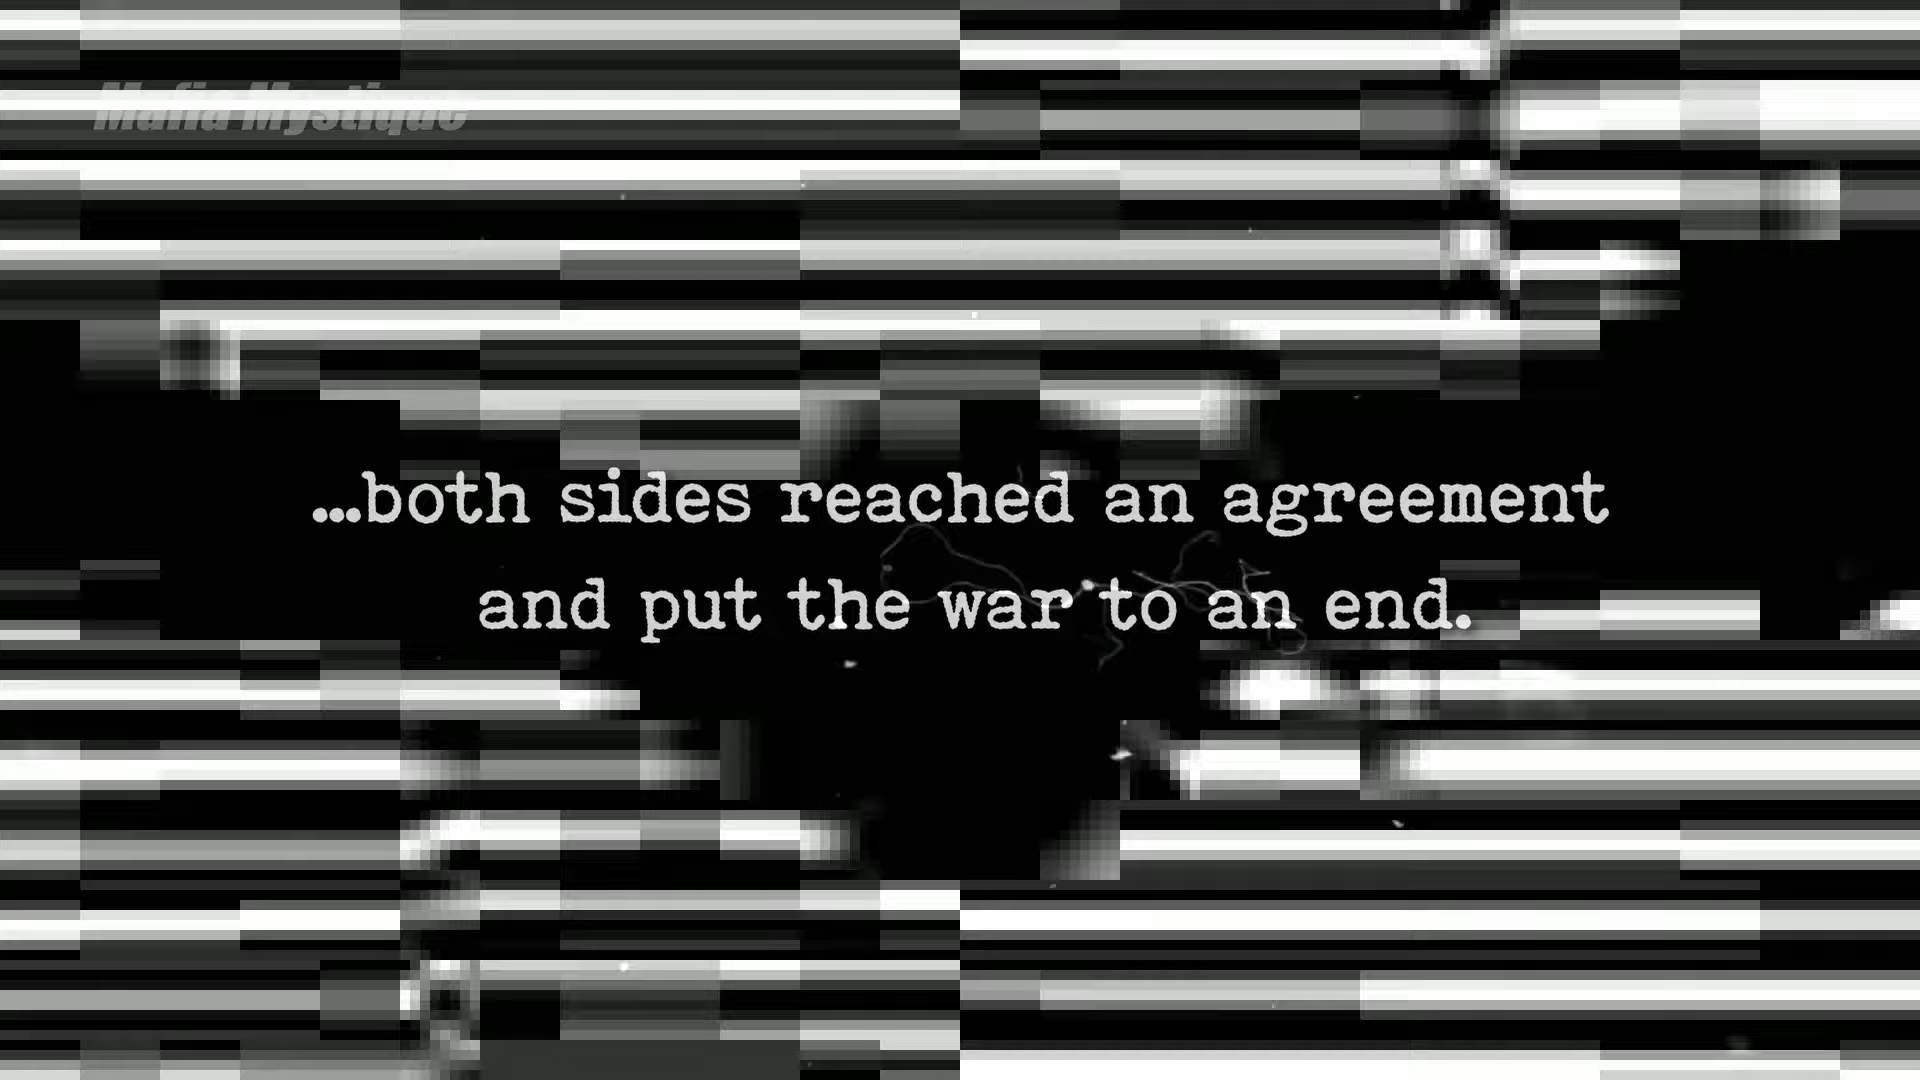 Mafia Mystique
...both sides reached an agreement
and put the war to an end.